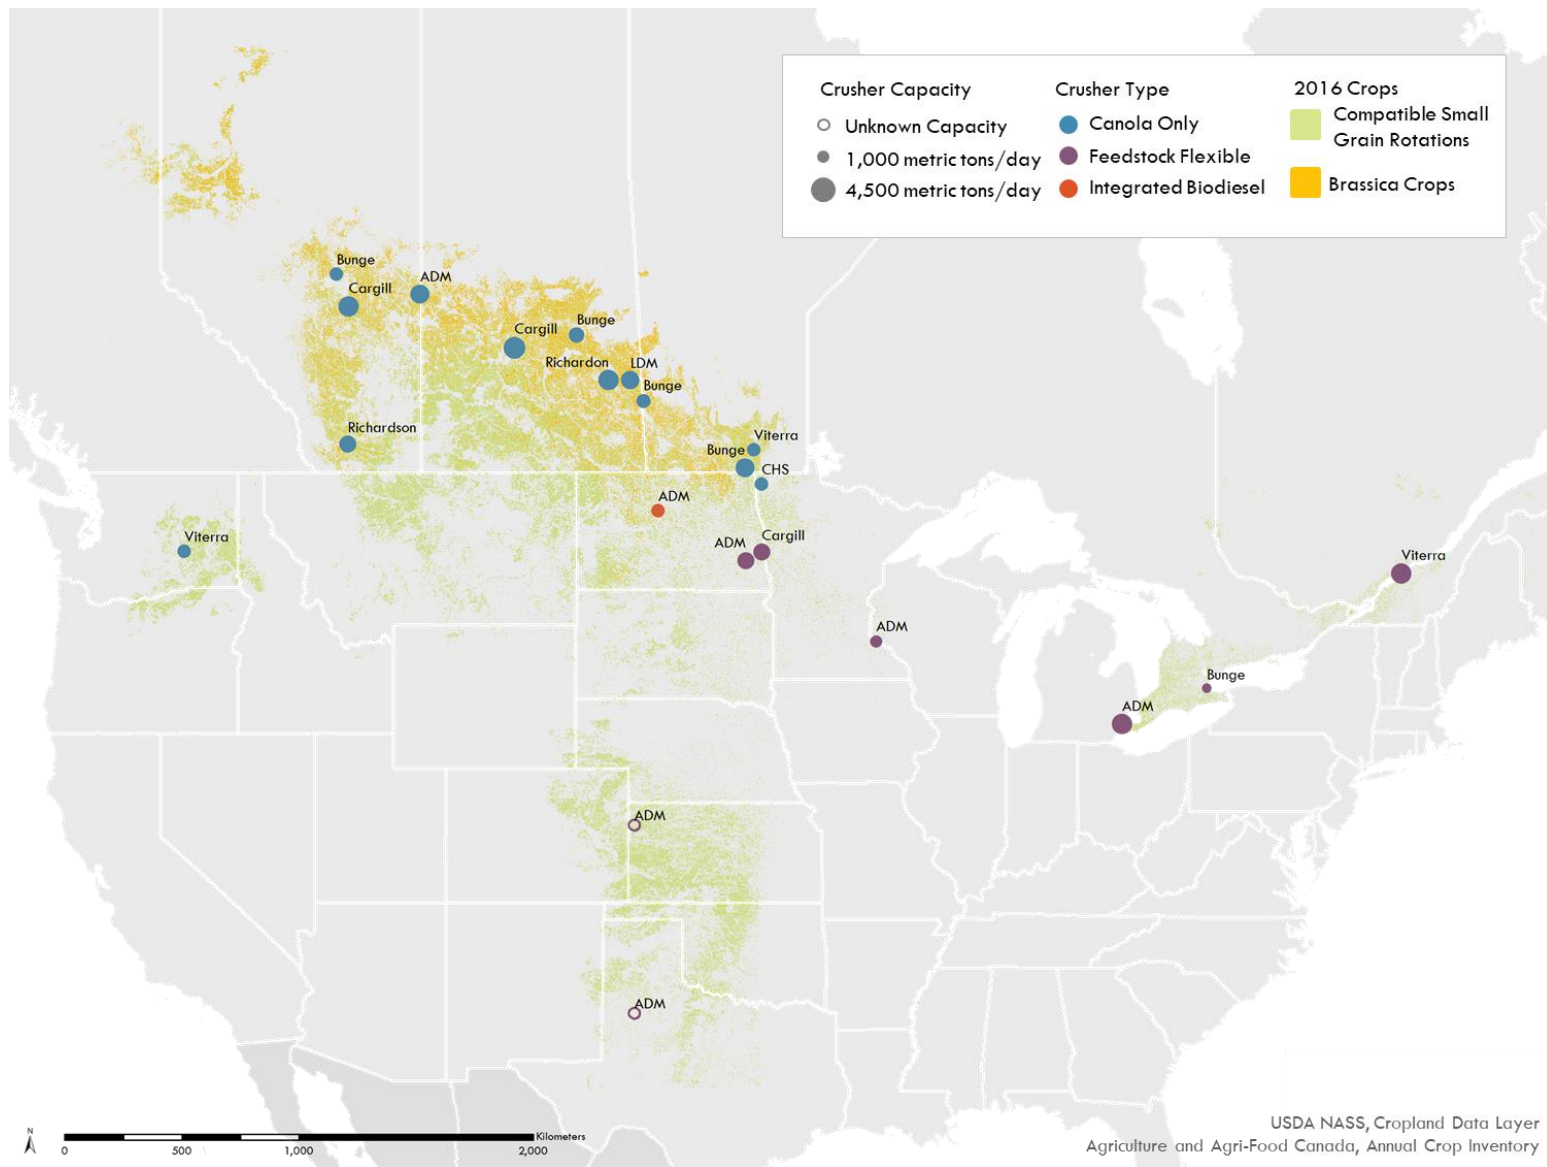 Crusher Capacity
Unknown Capacity
1,000 metric tons/day
4,500 metric tons/day
Crusher Type
Canola Only
Feedstock Flexible
Integrated Biodiesel
2016 Crops
Compatible Small
Grain Rotations
Brassica Crops
Bunge
Cargill
ADM
Cargill
Bunge
Richardon
LDM
Bunge
Richardson
Viterra
Bunge
CHS
ADM
Viterra
ADM
Cargill
Viterra
ADM
Bunge
ADM
ADM
ADM
N
0
500
1,000
2,000
Kilometers
USDA NASS, Cropland Data Layer
Agriculture and Agri-Food Canada, Annual Crop Inventory